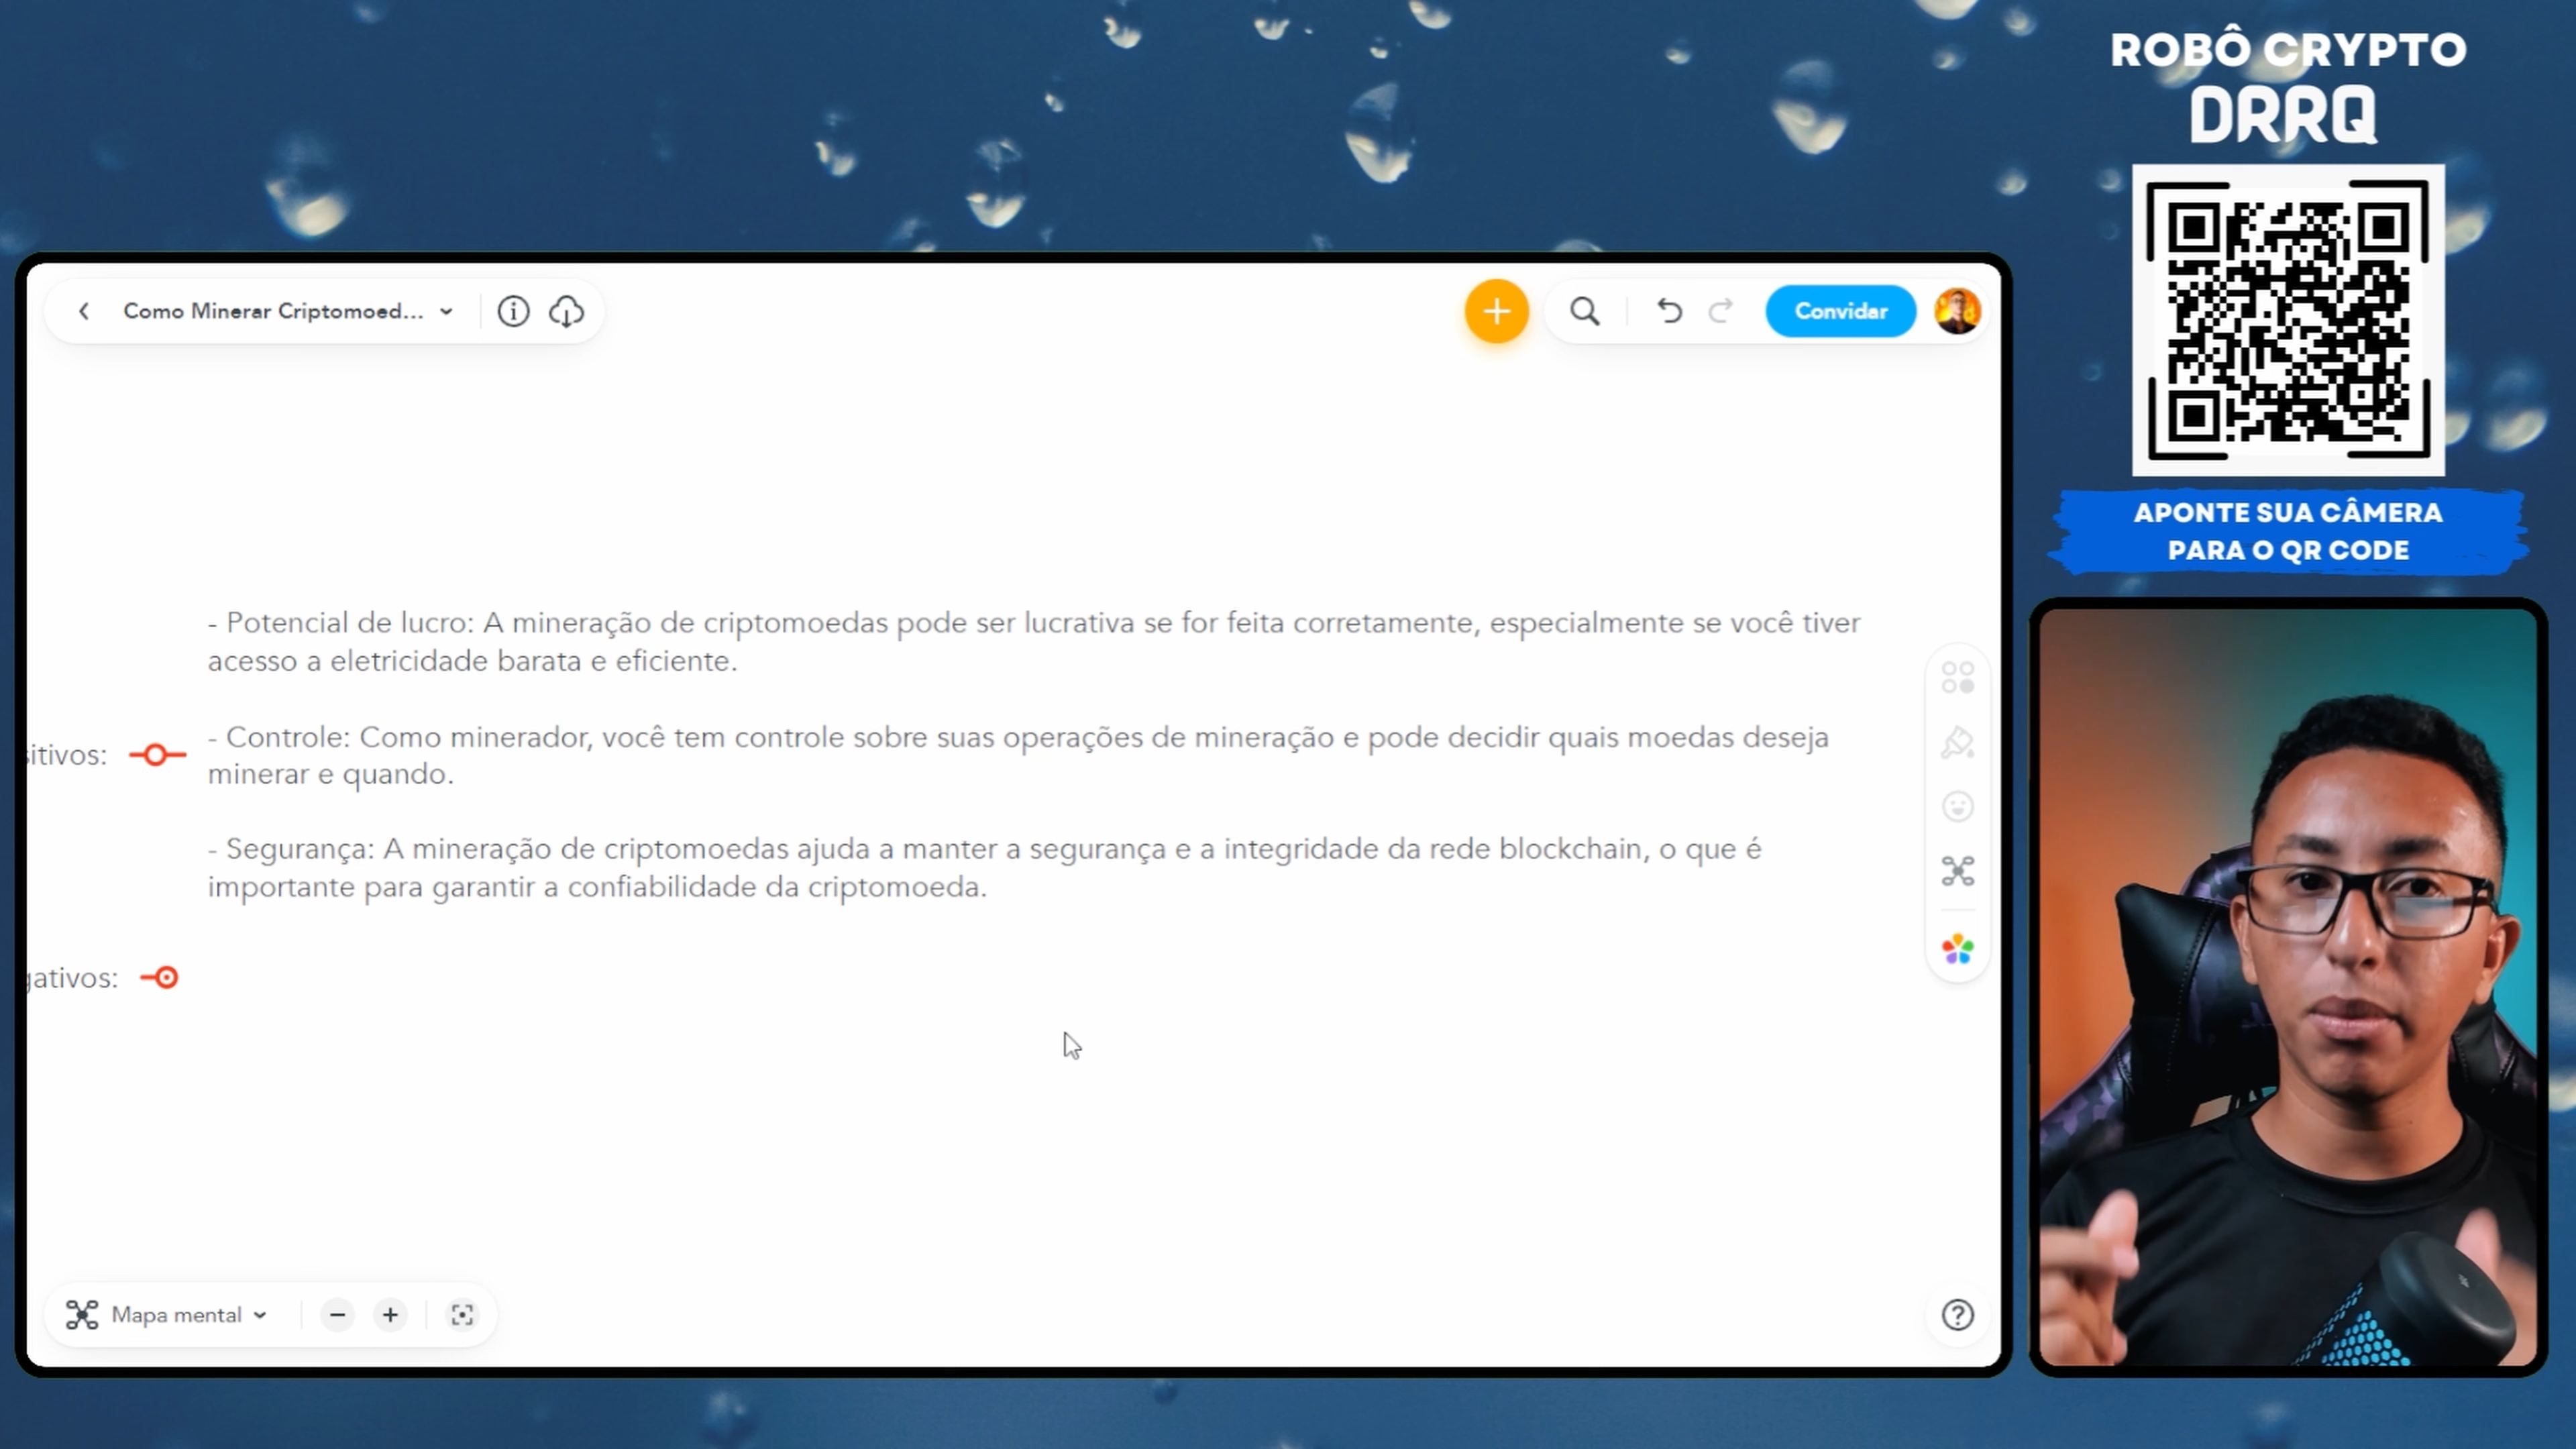 ROBÔ CRYPTO
DRRQ
APONTE SUA CÂMERA
PARA O QR CODE
Como Minerar Criptomoed...
Convidar
- Potencial de lucro: A mineração de criptomoedas pode ser lucrativa se for feita corretamente, especialmente se você tiver
acesso a eletricidade barata e eficiente.
sitivos:
- Controle: Como minerador, você tem controle sobre suas operações de mineração e pode decidir quais moedas deseja
minerar e quando.
- Segurança: A mineração de criptomoedas ajuda a manter a segurança e a integridade da rede blockchain, o que é
importante para garantir a confiabilidade da criptomoeda.
gativos:
Mapa mental